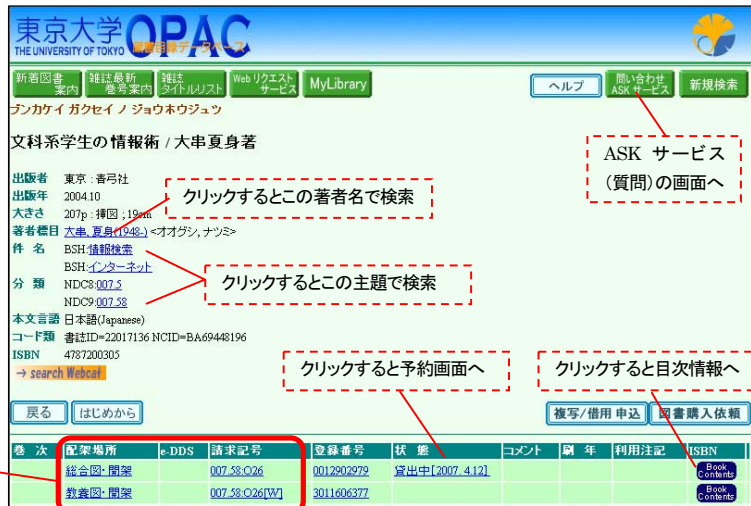 東京大学OPAC
THE UNIVERSITY OF TOKYO 図書目録データベース
新着図書案内 雑誌最新巻号案内 雑誌タイトルリスト Web リクエストサービス MyLibrary ヘルプ 問い合わせ ASK サービス 新規検索
ブンカケイ ガクセイ ノ ジョウホウジュツ
文科系学生の情報術 / 大串夏身著
ASK サービス
(質問)の画面へ
出版者 東京 : 青弓社
出版年 2004.10
クリックするとこの著者名で検索
大きさ 207p : 挿図 ; 19cm
著者標目 大串, 夏身(1948-) <オオグシ, ナツミ>
件 名 BSH:情報検索
BSH:インターネット
クリックするとこの主題で検索
分 類 NDC8:007.5
NDC9:007.58
本文言語 日本語(Japanese)
コード類 書誌ID=22017136 NCID=BA69448196
ISBN 4787200305
→ search Webcat
クリックすると予約画面へ
クリックすると目次情報へ
戻る はじめから 複写/借用 申込 図書購入依頼
巻 次 配架場所 e-DDS 請求記号 登録番号 状 態 コメント 刷 年 利用注記 ISBN
総合図・開架 007.58:O26 0012902979 貸出中[2007. 4.12] Book Contents
教養図・開架 007.58:O26[W] 3011606377 Book Contents